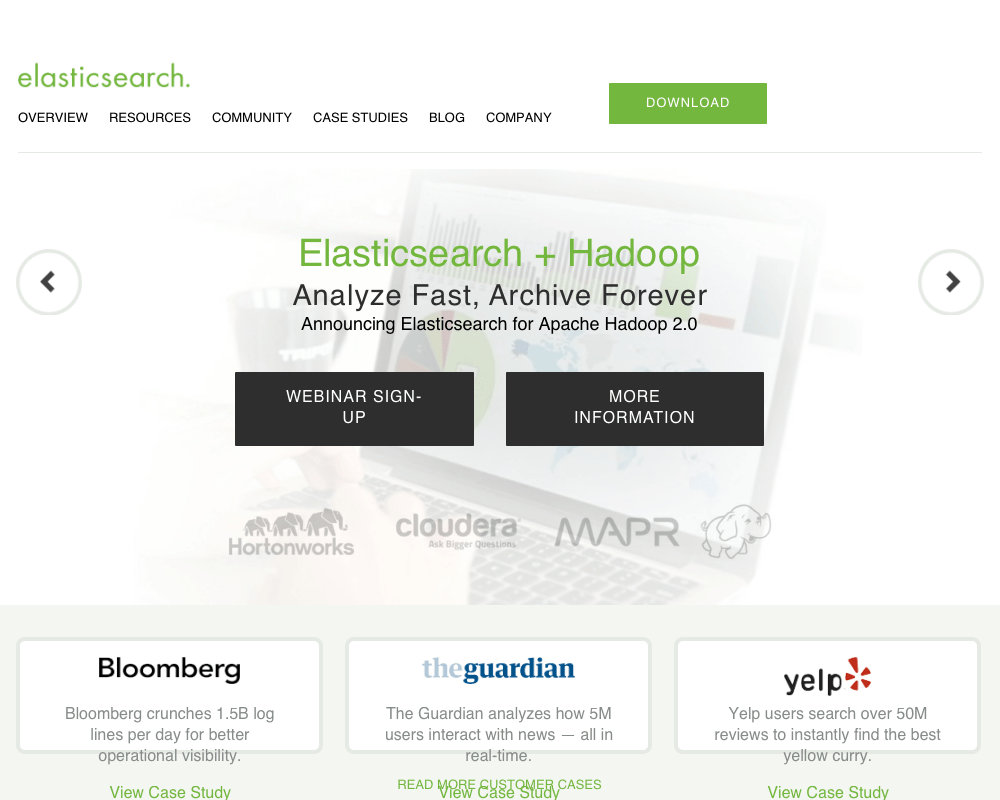 elasticsearch.
OVERVIEW RESOURCES COMMUNITY CASE STUDIES BLOG COMPANY
DOWNLOAD
Elasticsearch + Hadoop
Analyze Fast, Archive Forever
Announcing Elasticsearch for Apache Hadoop 2.0
WEBINAR SIGN-
UP
MORE
INFORMATION
Hortonworks
cloudera
Ask Bigger Questions
MAPR
Bloomberg
Bloomberg crunches 1.5B log
lines per day for better
operational visibility.
View Case Study
theguardian
The Guardian analyzes how 5M
users interact with news — all in
real-time.
View Case Study
yelp
Yelp users search over 50M
reviews to instantly find the best
yellow curry.
View Case Study
READ MORE CUSTOMER CASES